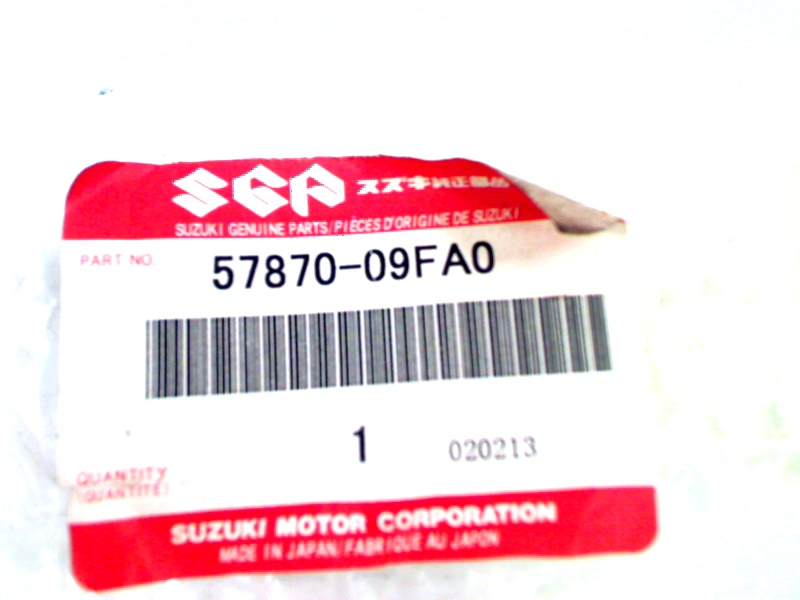 SGP スズキ純正部品
SUZUKI GENUINE PARTS/PIÈCES D'ORIGINE DE SUZUKI
PART NO.
57870-09FA0
1 020213
QUANTITY
(QUANTITÉ)
SUZUKI MOTOR CORPORATION
MADE IN JAPAN/FABRIQUÉ AU JAPON